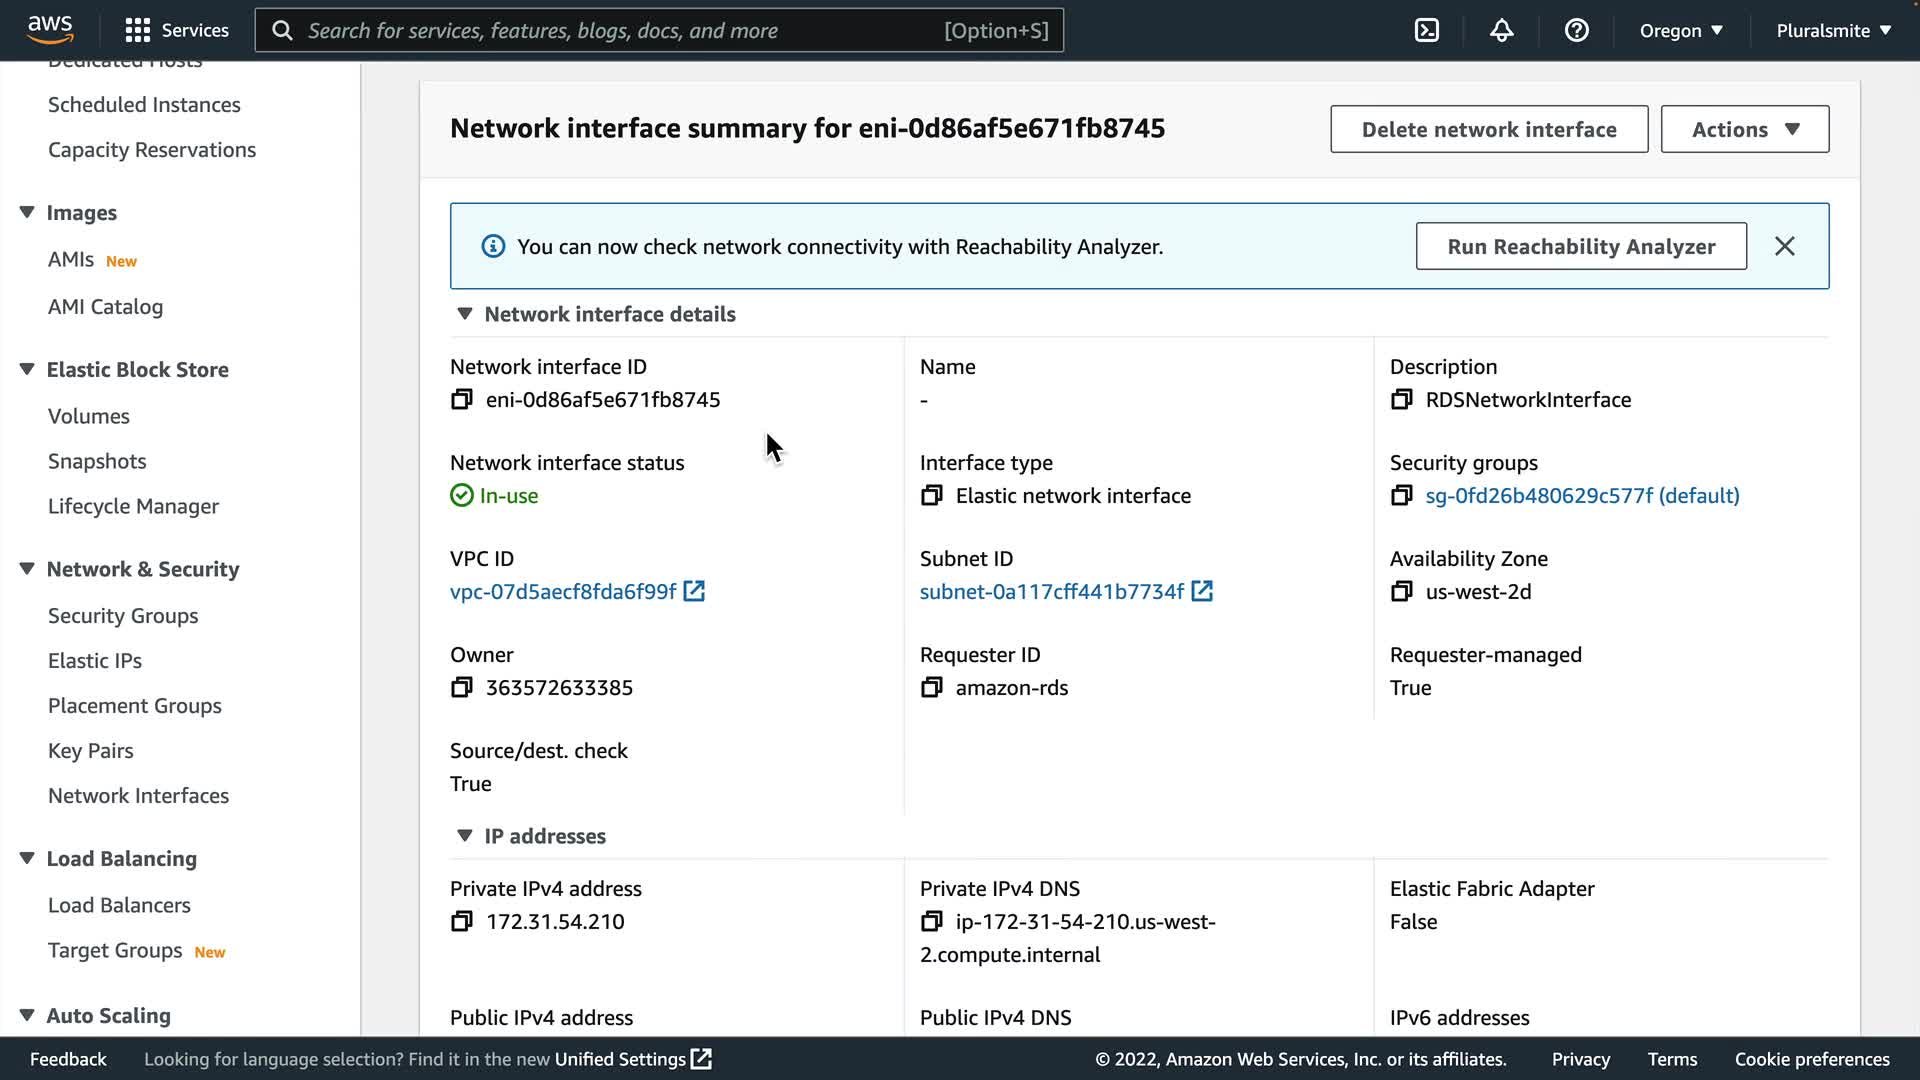 aws
Services
Search for services, features, blogs, docs, and more
[Option+S]
Oregon
Pluralsmite
Dedicated Hosts
Scheduled Instances
Capacity Reservations
Images
AMIs New
AMI Catalog
Elastic Block Store
Volumes
Snapshots
Lifecycle Manager
Network & Security
Security Groups
Elastic IPs
Placement Groups
Key Pairs
Network Interfaces
Load Balancing
Load Balancers
Target Groups New
Auto Scaling
Network interface summary for eni-0d86af5e671fb8745
Delete network interface
Actions
You can now check network connectivity with Reachability Analyzer.
Run Reachability Analyzer
Network interface details
Network interface ID
eni-0d86af5e671fb8745
Name
-
Description
RDSNetworkInterface
Network interface status
In-use
Interface type
Elastic network interface
Security groups
sg-0fd26b480629c577f (default)
VPC ID
vpc-07d5aecf8fda6f99f
Subnet ID
subnet-0a117cff441b7734f
Availability Zone
us-west-2d
Owner
363572633385
Requester ID
amazon-rds
Requester-managed
True
Source/dest. check
True
IP addresses
Private IPv4 address
172.31.54.210
Private IPv4 DNS
ip-172-31-54-210.us-west-
2.compute.internal
Elastic Fabric Adapter
False
Public IPv4 address
Public IPv4 DNS
IPv6 addresses
Feedback
Looking for language selection? Find it in the new Unified Settings
© 2022, Amazon Web Services, Inc. or its affiliates.
Privacy
Terms
Cookie preferences